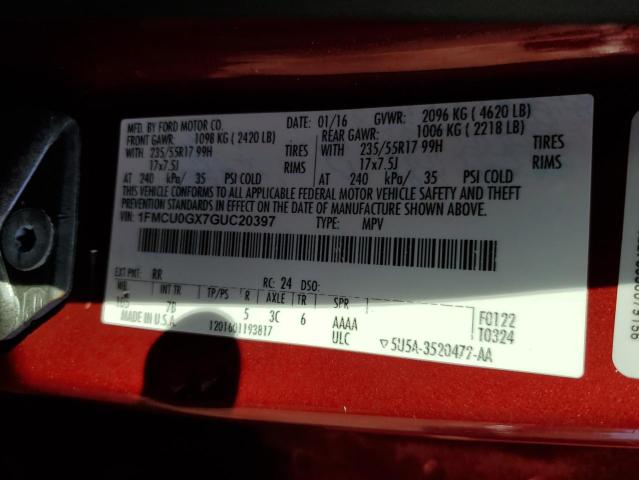 MFD. BY FORD MOTOR CO. DATE: 01/16 GVWR: 2096 KG ( 4620 LB)
FRONT GAWR: 1098 KG ( 2420 LB) REAR GAWR: 1006 KG ( 2218 LB)
WITH 235/55R17 99H TIRES WITH 235/55R17 99H TIRES
17x7.5J RIMS 17x7.5J RIMS
AT 240 kPa/ 35 PSI COLD AT 240 kPa/ 35 PSI COLD
THIS VEHICLE CONFORMS TO ALL APPLICABLE FEDERAL MOTOR VEHICLE SAFETY AND THEFT
PREVENTION STANDARDS IN EFFECT ON THE DATE OF MANUFACTURE SHOWN ABOVE.
VIN: 1FMCU0GX7GUC20397 TYPE: MPV
EXT PNT: RR RC: 24 DSO:
WB INT TR TP/PS R AXLE TR SPR
105 7B 5 3C 6 AAAA F0122
MADE IN U.S.A. 1201601193817 ULC T0324
▽ 5U5A-3520472-AA